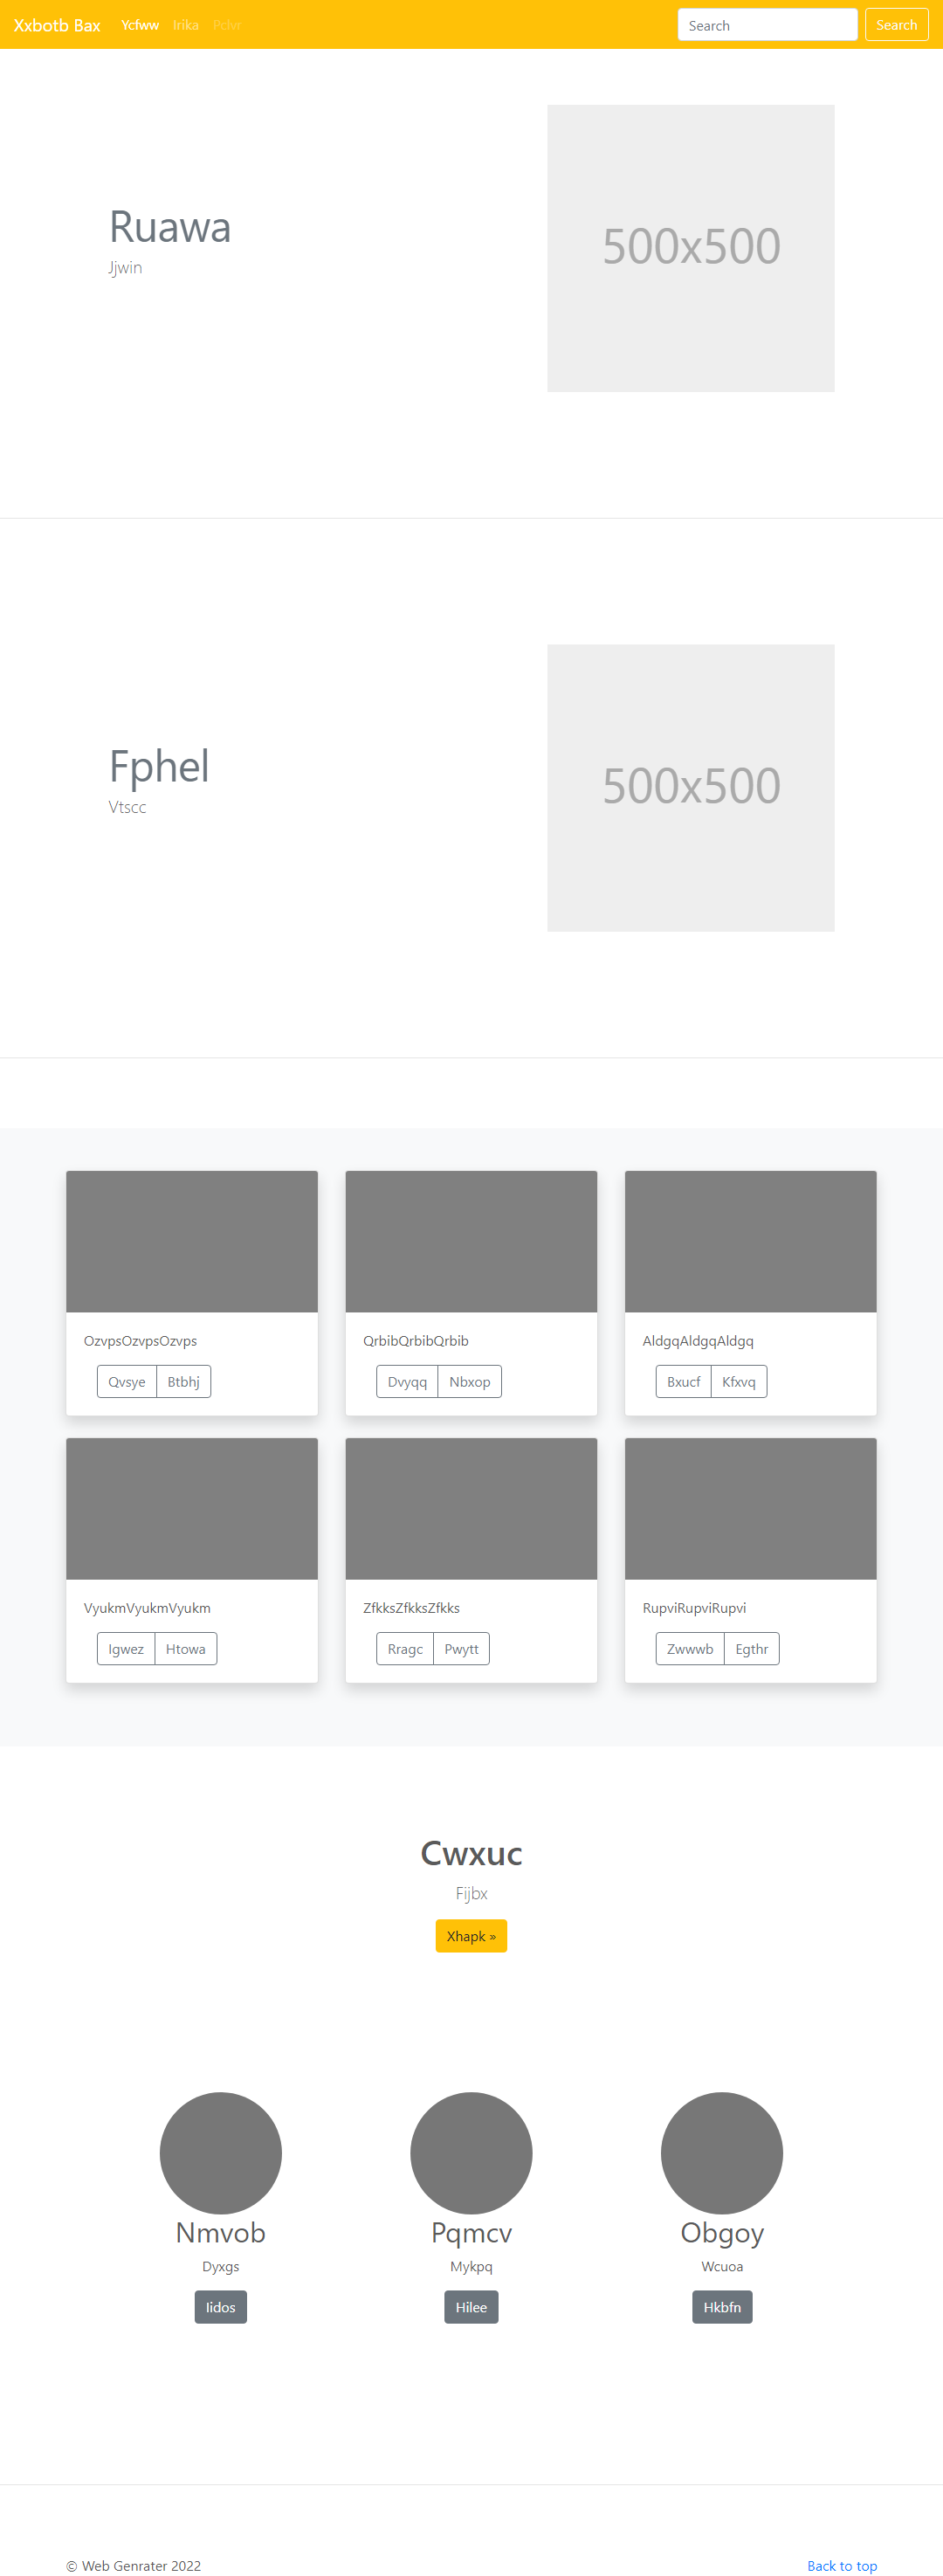 Xxbotb Bax Ycfww Irika Pclvr Search Search
Ruawa
Jjwin
500x500
Fphel
Vtscc
500x500
OzvpsOzvpsOzvps QrbibQrbibQrbib AldgqAldgqAldgq
Qvsye Btbhj Dvyqq Nbxop Bxucf Kfxvq
VyukmVyukmVyukm ZfkksZfkksZfkks RupviRupviRupvi
Igwez Htowa Rragc Pwytt Zwwwb Egthr
Cwxuc
Fijbx
Xhapk »
Nmvob Pqmcv Obgoy
Dyxgs Mykpq Wcuoa
Iidos Hilee Hkbfn
© Web Genrater 2022 Back to top